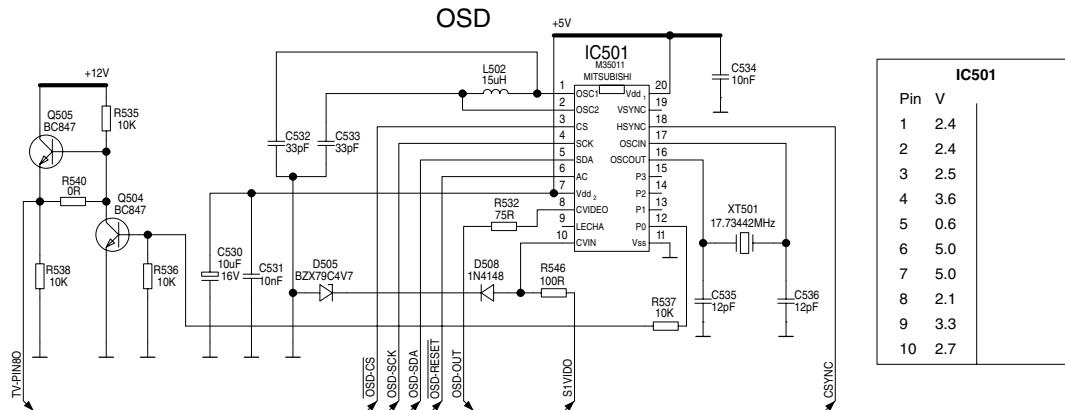 OSD
+5V
+12V
IC501
M35011
MITSUBISHI
L502
15uH
C534
10nF
Q505
BC847
R535
10K
R540
0R
Q504
BC847
C532
33pF
C533
33pF
1 OSC1 Vdd 1 20
2 OSC2 VSYNC 19
3 CS HSYNC 18
4 SCK OSCIN 17
5 SDA OSCOUT 16
6 AC P3 15
7 Vdd 2 P2 14
8 CVIDEO P1 13
9 LECHA P0 12
10 CVIN Vss 11
R532
75R
XT501
17.73442MHz
R538
10K
R536
10K
C530
10uF
16V
C531
10nF
D505
BZX79C4V7
D508
1N4148
R546
100R
R537
10K
C535
12pF
C536
12pF
TV-PIN8O
OSD-CS
OSD-SCK
OSD-SDA
OSD-RESET
OSD-OUT
S1VIDO
CSYNC
IC501
Pin V
1 2.4
2 2.4
3 2.5
4 3.6
5 0.6
6 5.0
7 5.0
8 2.1
9 3.3
10 2.7